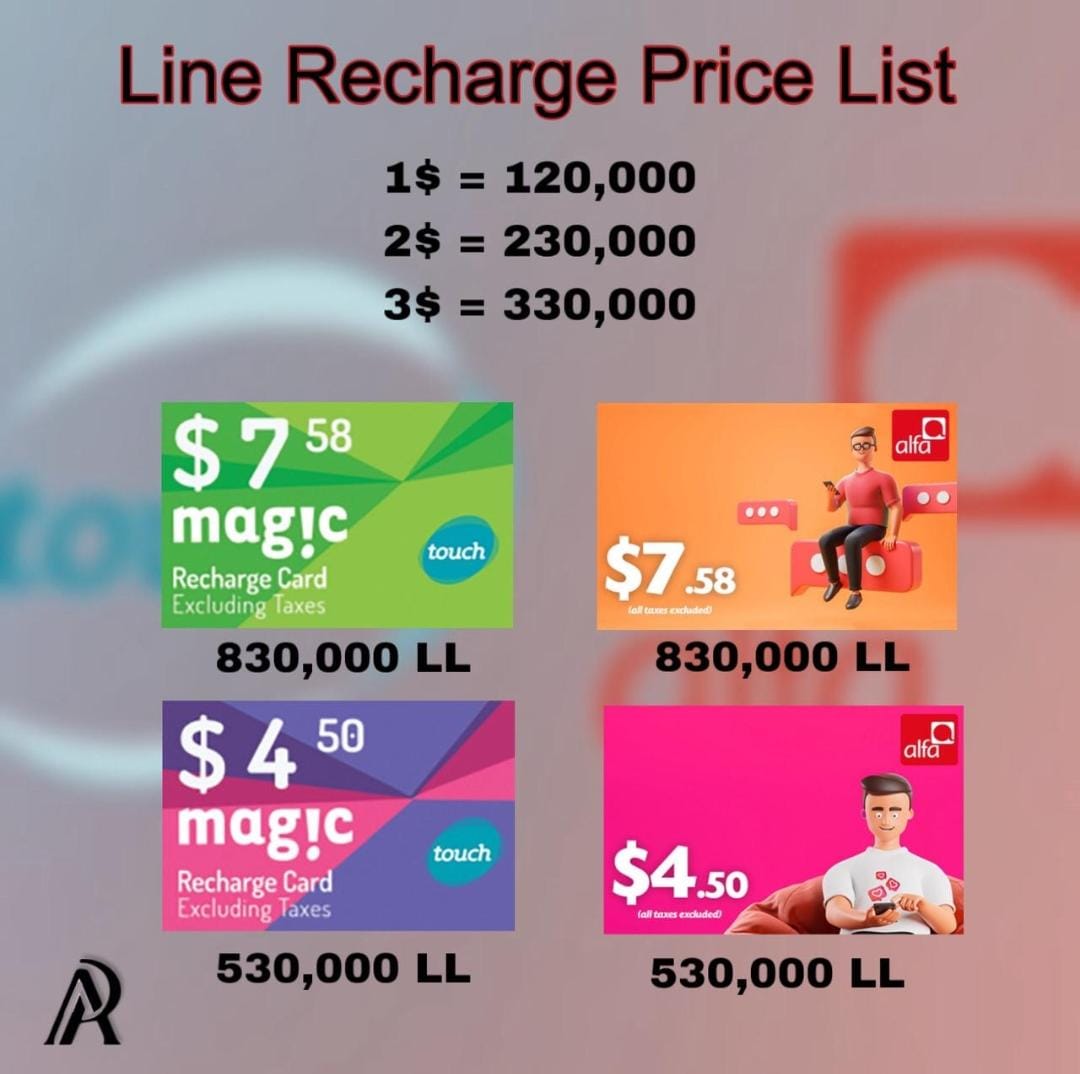 Line Recharge Price List
1$ = 120,000
2$ = 230,000
3$ = 330,000
$7 58
mag!c
touch
Recharge Card
Excluding Taxes
830,000 LL
alfa
$7.58
(all taxes excluded)
830,000 LL
$4 50
mag!c
touch
Recharge Card
Excluding Taxes
530,000 LL
alfa
$4.50
(all taxes excluded)
530,000 LL